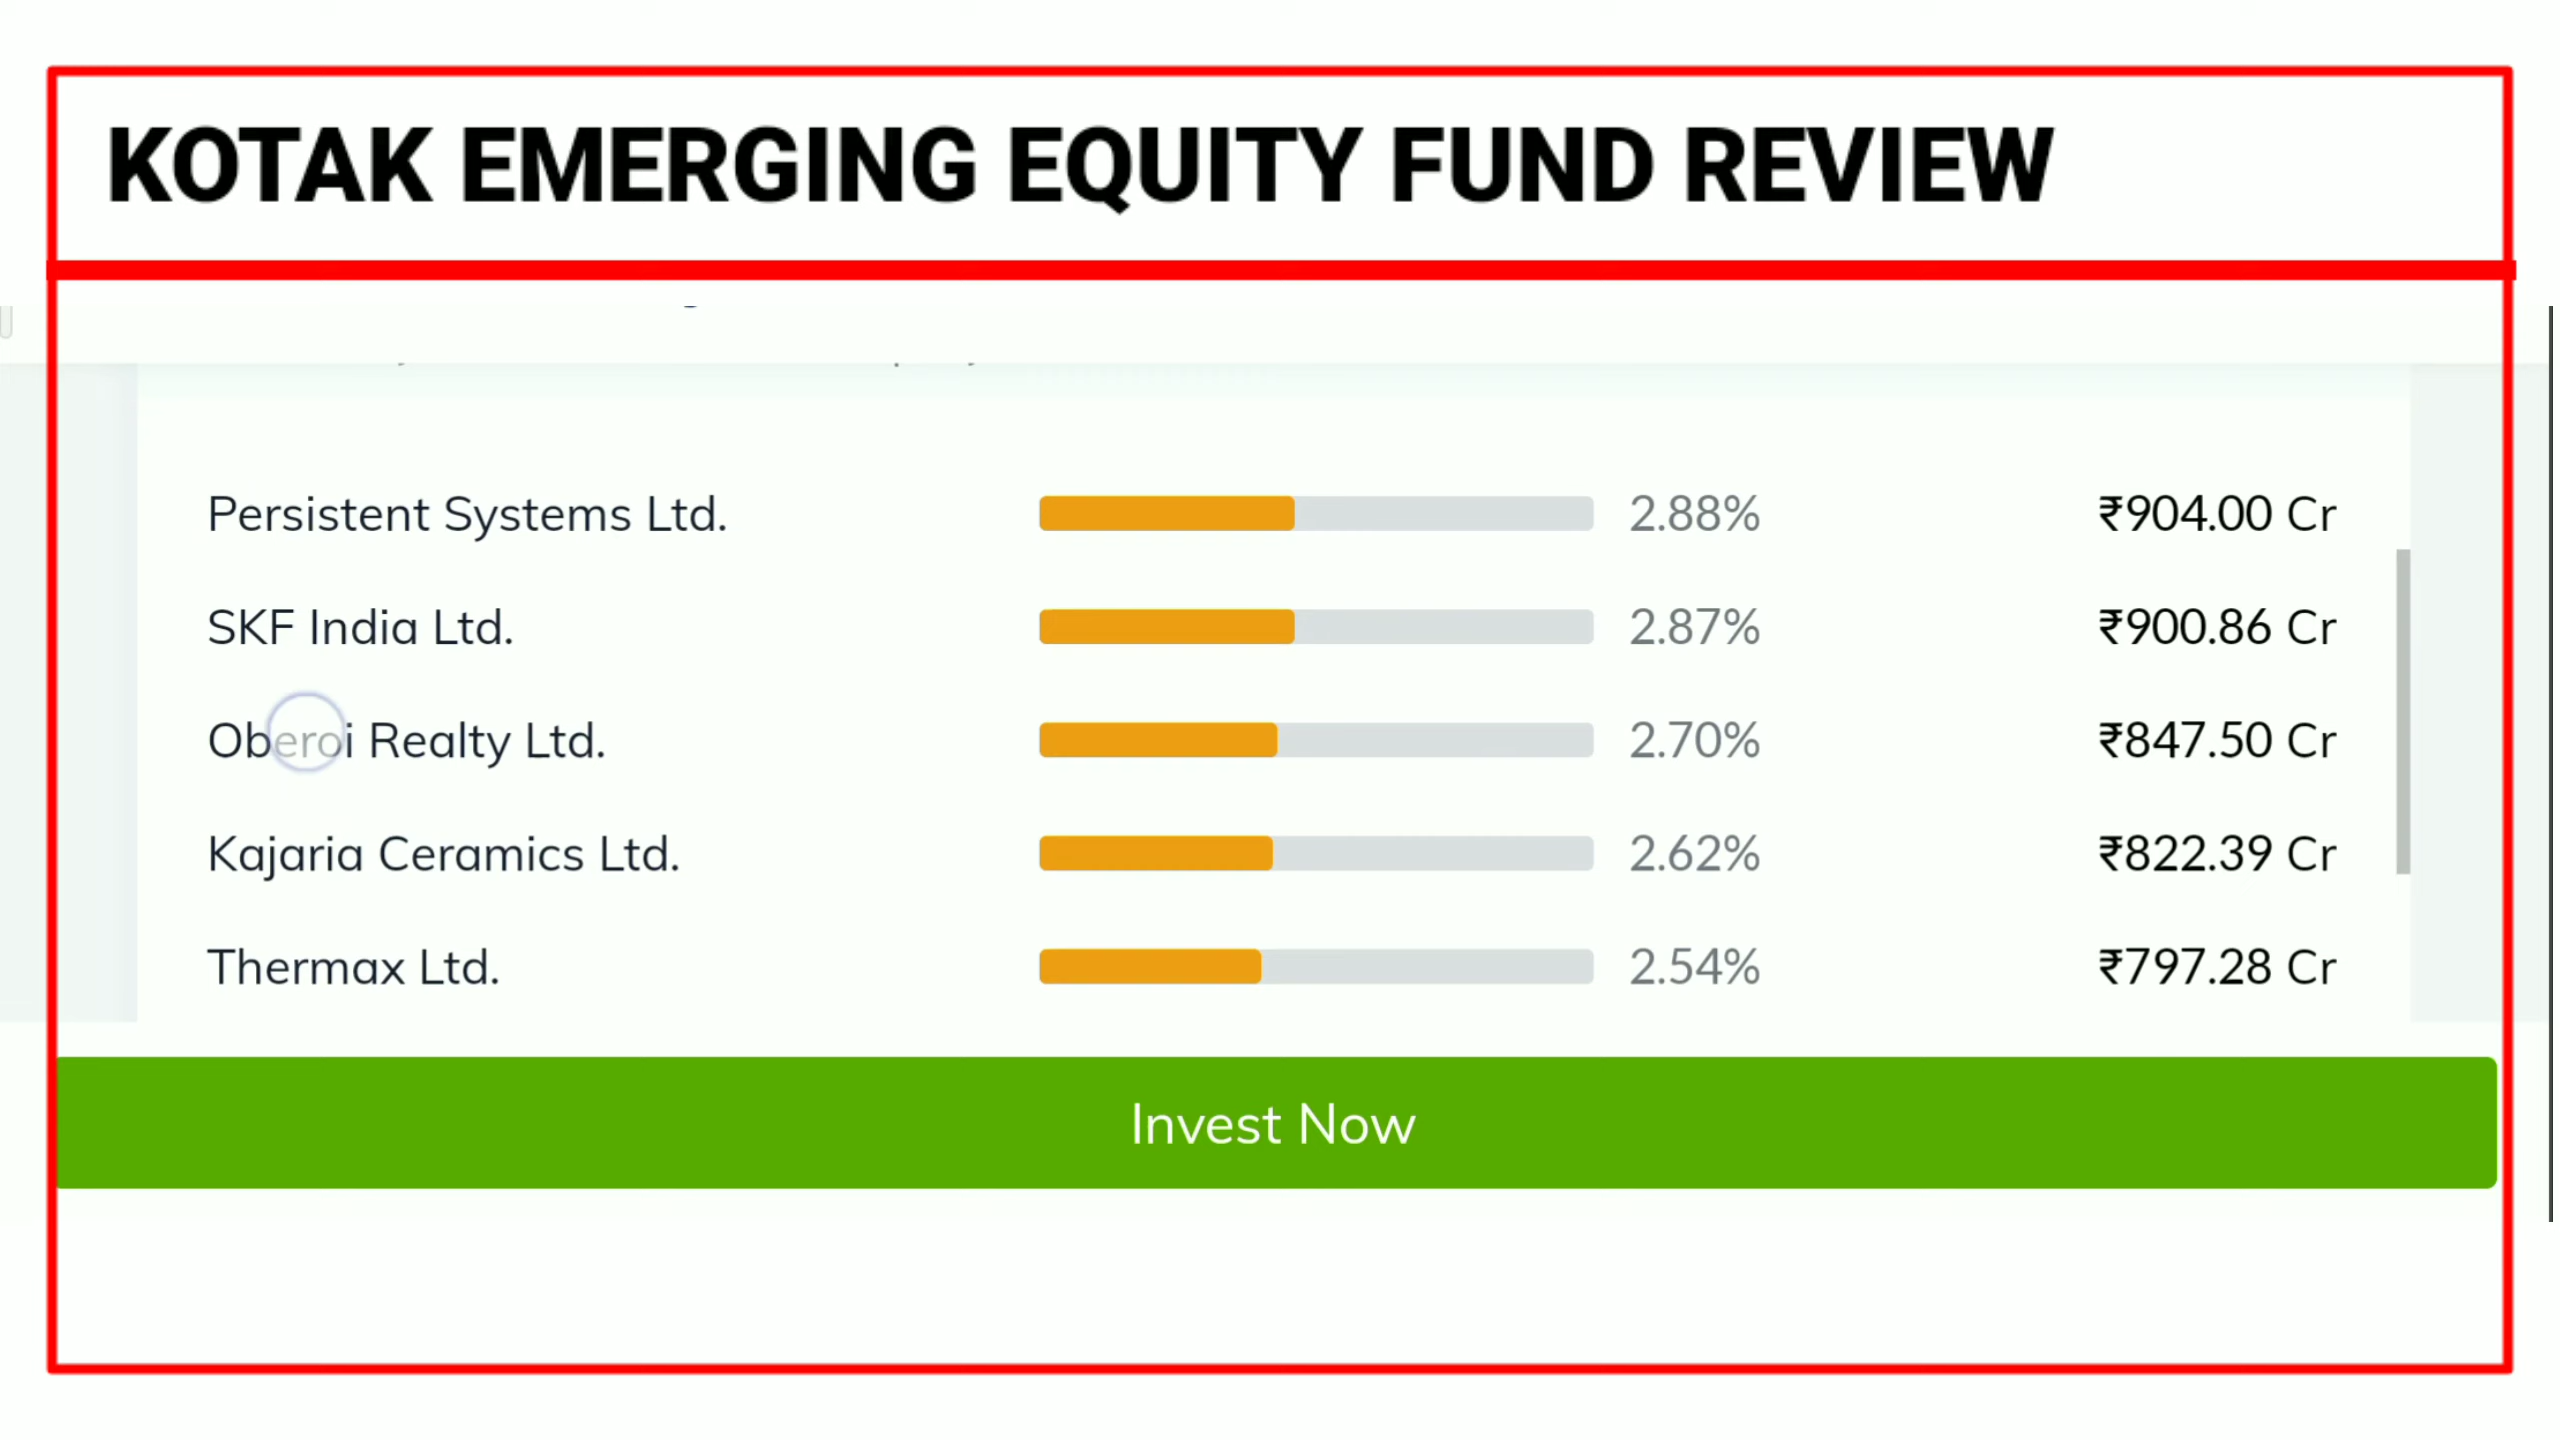 KOTAK EMERGING EQUITY FUND REVIEW
Persistent Systems Ltd. 2.88% ₹904.00 Cr
SKF India Ltd. 2.87% ₹900.86 Cr
Oberoi Realty Ltd. 2.70% ₹847.50 Cr
Kajaria Ceramics Ltd. 2.62% ₹822.39 Cr
Thermax Ltd. 2.54% ₹797.28 Cr
Invest Now